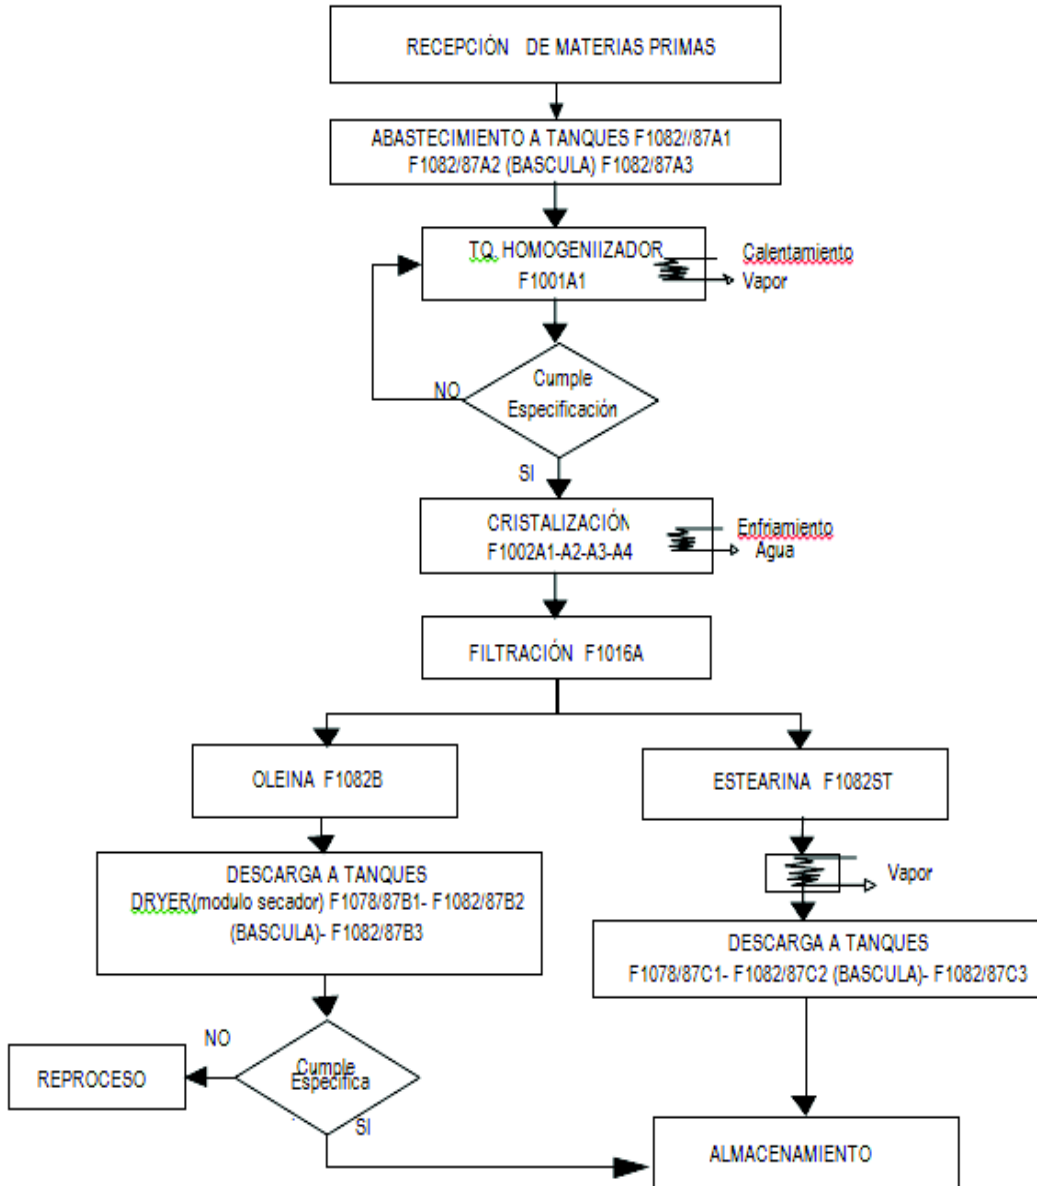 RECEPCIÓN DE MATERIAS PRIMAS
ABASTECIMIENTO A TANQUES F1082//87A1
F1082/87A2 (BASCULA) F1082/87A3
TQ. HOMOGENIIZADOR
F1001A1
Calentamiento
Vapor
NO
Cumple
Especificación
SI
CRISTALIZACIÓN
F1002A1-A2-A3-A4
Enfriamiento
Agua
FILTRACIÓN F1016A
OLEINA F1082B
ESTEARINA F1082ST
Vapor
DESCARGA A TANQUES
DRYER(modulo secador) F1078/87B1- F1082/87B2
(BASCULA)- F1082/87B3
DESCARGA A TANQUES
F1078/87C1- F1082/87C2 (BASCULA)- F1082/87C3
NO
REPROCESO
Cumple
Especifica
SI
ALMACENAMIENTO